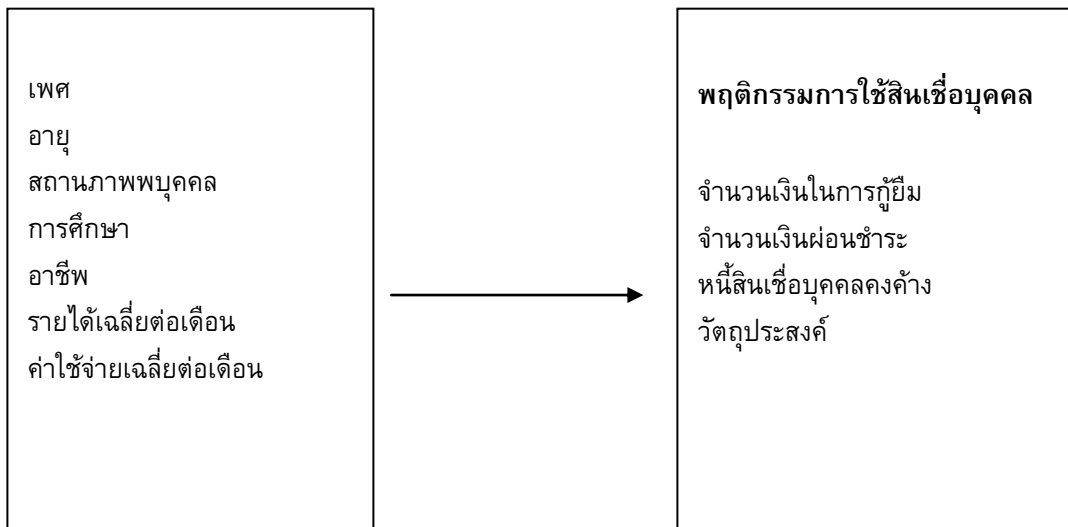 เพศ
อายุ
สถานภาพพบุคคล
การศึกษา
อาชีพ
รายได้เฉลี่ยต่อเดือน
ค่าใช้จ่ายเฉลี่ยต่อเดือน
พฤติกรรมการใช้สินเชื่อบุคคล
จำนวนเงินในการกู้ยืม
จำนวนเงินผ่อนชำระ
หนี้สินเชื่อบุคคลคงค้าง
วัตถุประสงค์